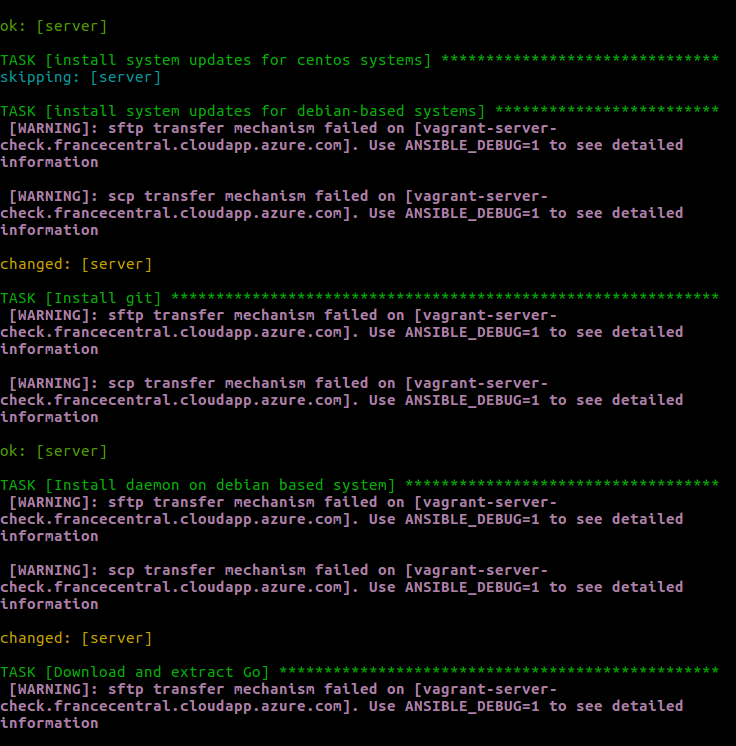 ok: [server]
TASK [install system updates for centos systems] *******************************
skipping: [server]
TASK [install system updates for debian-based systems] *************************
[WARNING]: sftp transfer mechanism failed on [vagrant-server-
check.francecentral.cloudapp.azure.com]. Use ANSIBLE_DEBUG=1 to see detailed
information
[WARNING]: scp transfer mechanism failed on [vagrant-server-
check.francecentral.cloudapp.azure.com]. Use ANSIBLE_DEBUG=1 to see detailed
information
changed: [server]
TASK [Install git] *************************************************************
[WARNING]: sftp transfer mechanism failed on [vagrant-server-
check.francecentral.cloudapp.azure.com]. Use ANSIBLE_DEBUG=1 to see detailed
information
[WARNING]: scp transfer mechanism failed on [vagrant-server-
check.francecentral.cloudapp.azure.com]. Use ANSIBLE_DEBUG=1 to see detailed
information
ok: [server]
TASK [Install daemon on debian based system] ***********************************
[WARNING]: sftp transfer mechanism failed on [vagrant-server-
check.francecentral.cloudapp.azure.com]. Use ANSIBLE_DEBUG=1 to see detailed
information
[WARNING]: scp transfer mechanism failed on [vagrant-server-
check.francecentral.cloudapp.azure.com]. Use ANSIBLE_DEBUG=1 to see detailed
information
changed: [server]
TASK [Download and extract Go] *************************************************
[WARNING]: sftp transfer mechanism failed on [vagrant-server-
check.francecentral.cloudapp.azure.com]. Use ANSIBLE_DEBUG=1 to see detailed
information